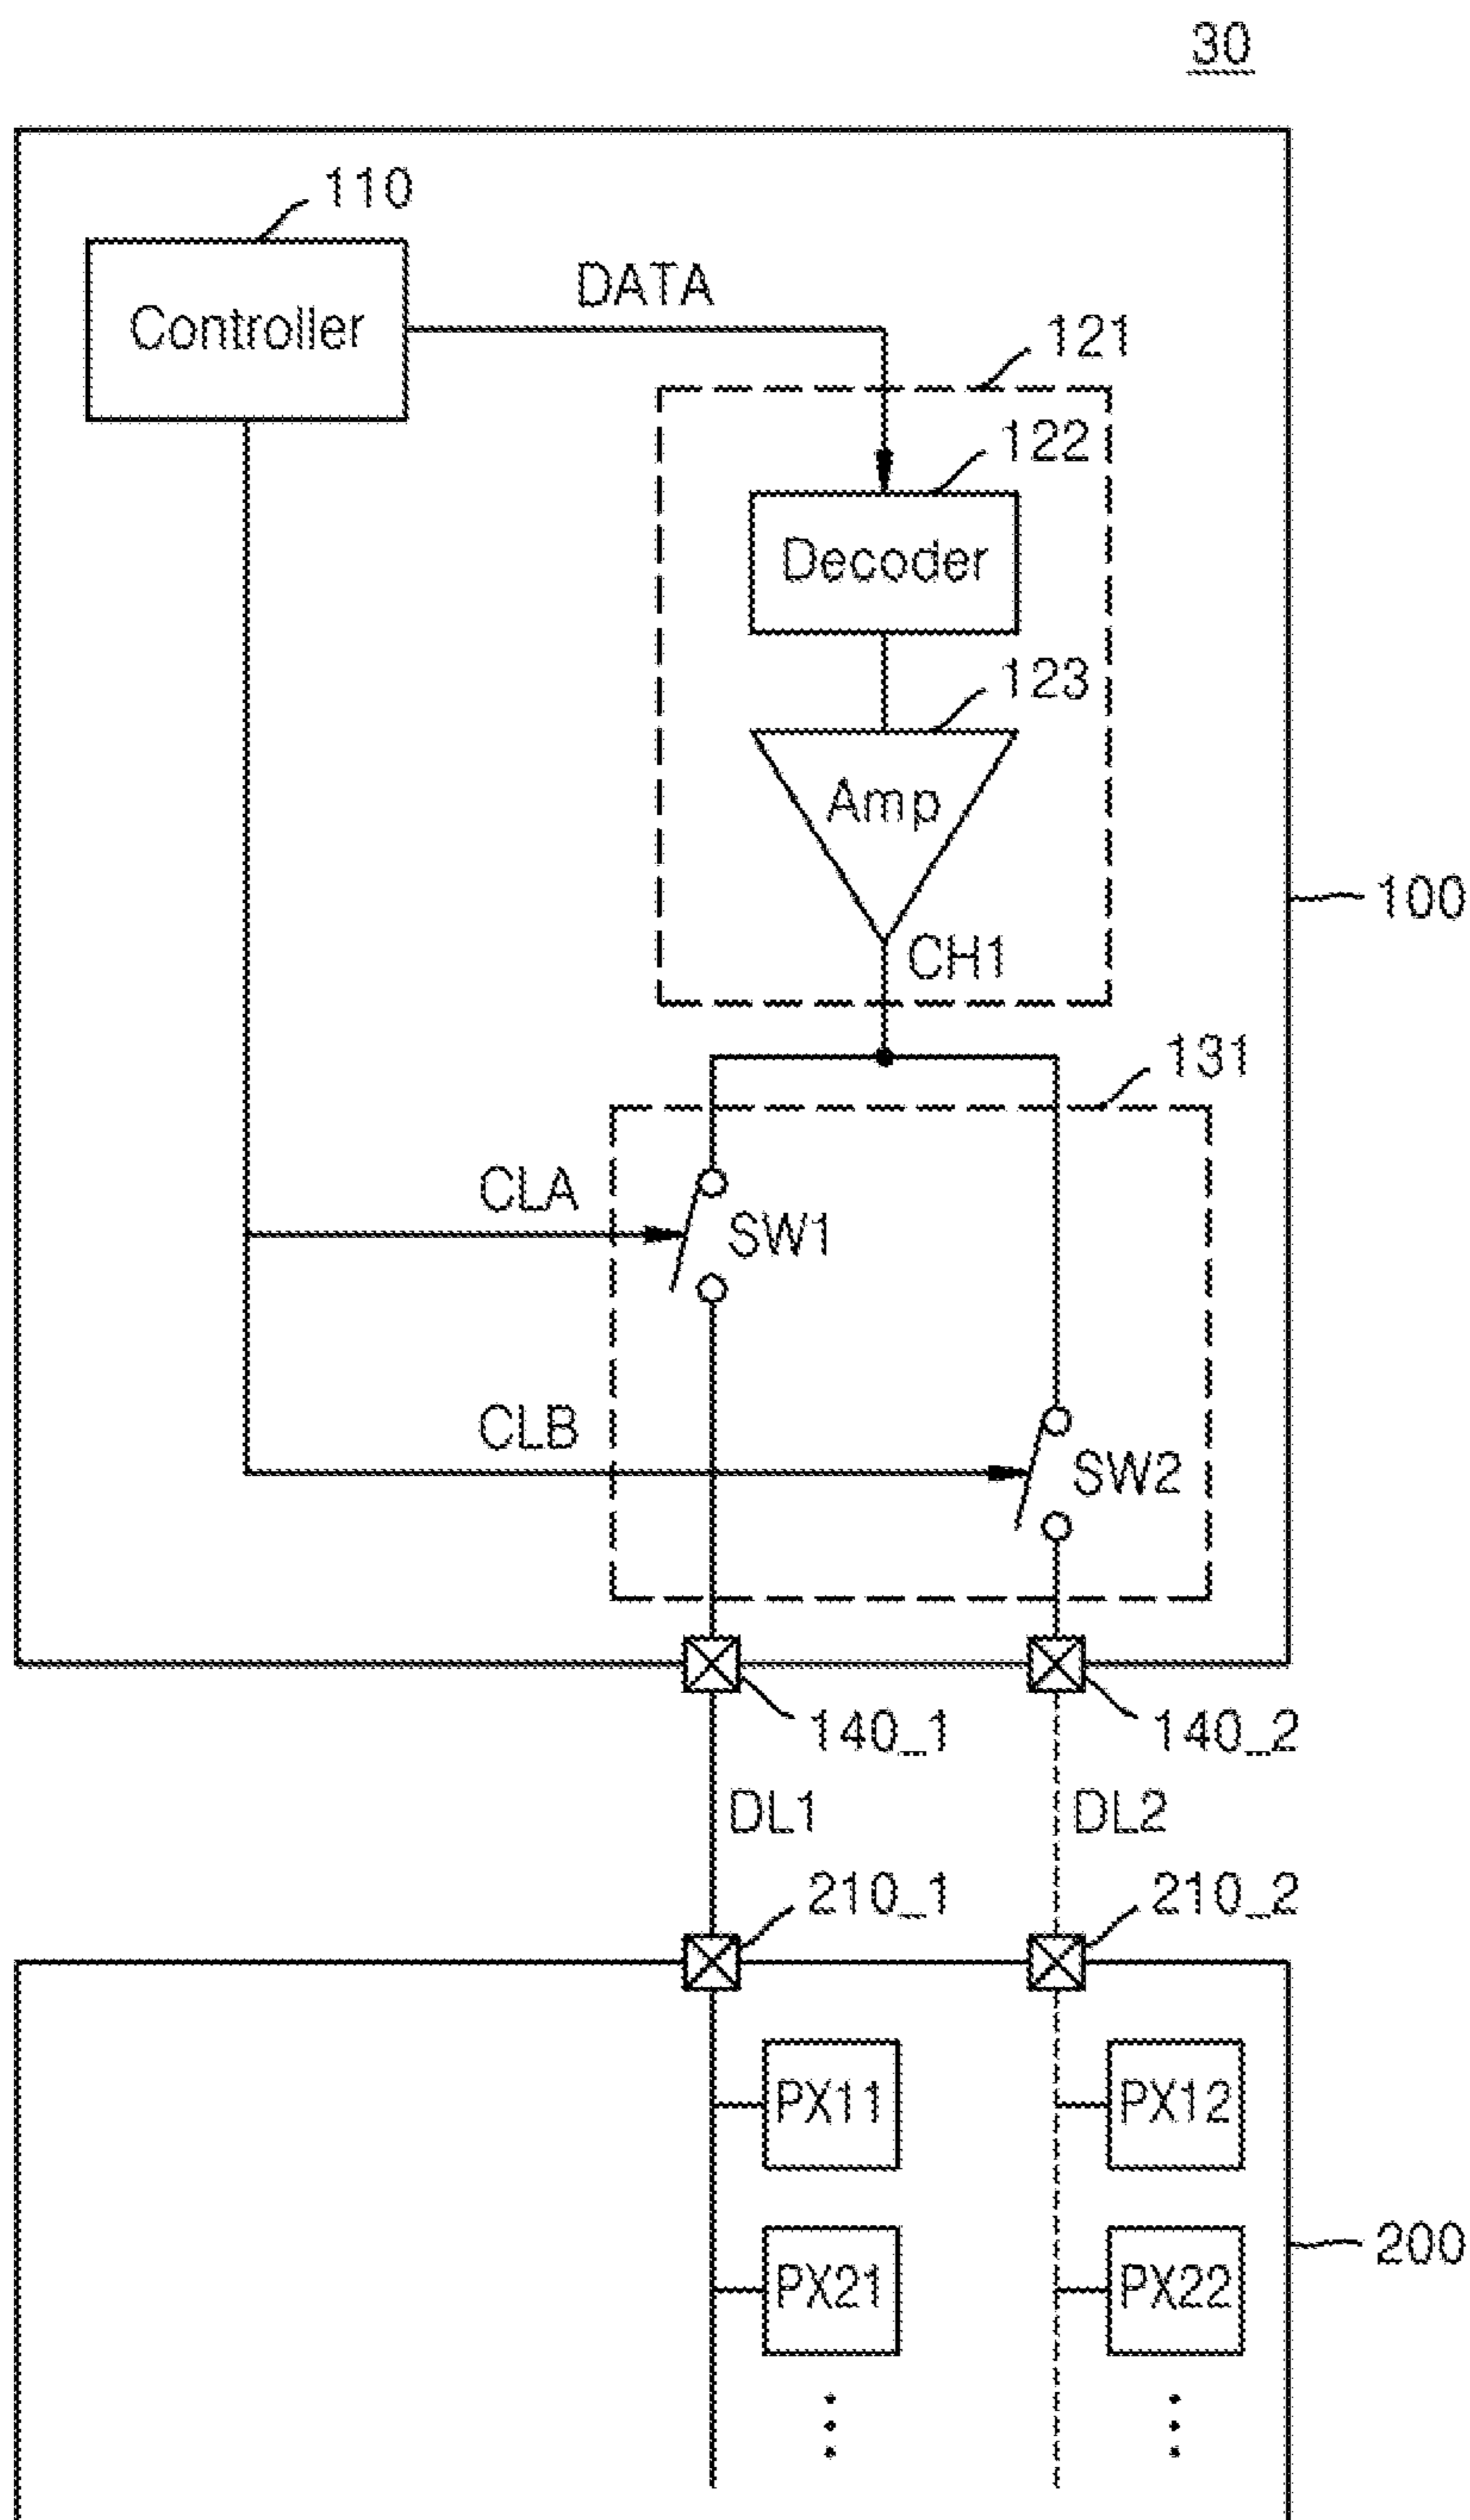 30
110
Controller
DATA
121
122
Decoder
123
Amp
100
CH1
131
CLA
SW1
CLB
SW2
140_1
140_2
DL1
DL2
210_1
210_2
PX11
PX12
200
PX21
PX22